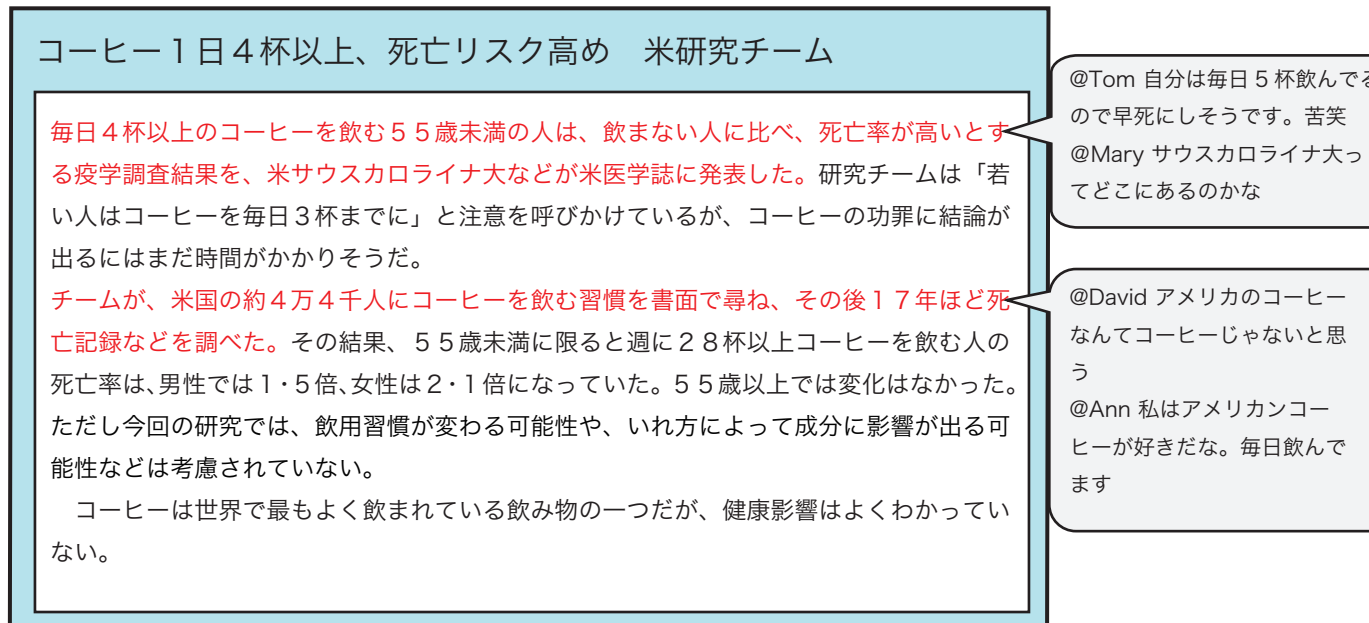 コーヒー１日４杯以上、死亡リスク高め　米研究チーム
毎日４杯以上のコーヒーを飲む５５歳未満の人は、飲まない人に比べ、死亡率が高いとす
る疫学調査結果を、米サウスカロライナ大などが米医学誌に発表した。研究チームは「若
い人はコーヒーを毎日３杯までに」と注意を呼びかけているが、コーヒーの功罪に結論が
出るにはまだ時間がかかりそうだ。
チームが、米国の約４万４千人にコーヒーを飲む習慣を書面で尋ね、その後１７年ほど死
亡記録などを調べた。その結果、５５歳未満に限ると週に２８杯以上コーヒーを飲む人の
死亡率は、男性では１・５倍、女性は２・１倍になっていた。５５歳以上では変化はなかった。
ただし今回の研究では、飲用習慣が変わる可能性や、いれ方によって成分に影響が出る可
能性などは考慮されていない。
　コーヒーは世界で最もよく飲まれている飲み物の一つだが、健康影響はよくわかってい
ない。
@Tom 自分は毎日 5 杯飲んでる
ので早死にしそうです。苦笑
@Mary サウスカロライナ大っ
てどこにあるのかな
@David アメリカのコーヒー
なんてコーヒーじゃないと思
う
@Ann 私はアメリカンコー
ヒーが好きだな。毎日飲んで
ます